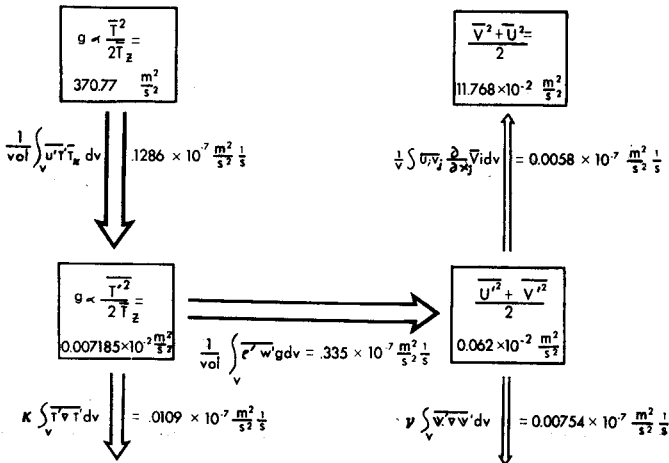 g ∝ T̅² / 2T̅z =
370.77 m²/s²
V̅² + U̅² / 2 =
11.768 ×10⁻² m²/s²
1/vol ∫v u'T' T̅x dv .1286 × 10⁻⁷ m²/s² 1/s
1/v ∫ UiVj ∂/∂xj V̅i dv = 0.0058 × 10⁻⁷ m²/s² 1/s
g ∝ T'² / 2 T̅z =
0.007185×10⁻² m²/s²
U'² + V'² / 2
0.062 ×10⁻² m²/s²
1/vol ∫v ρ' w' g dv = .335 × 10⁻⁷ m²/s² 1/s
K ∫v T'∇T' dv = .0109 × 10⁻⁷ m²/s² 1/s
ν ∫v V'.∇V' dv = 0.00754 × 10⁻⁷ m²/s² 1/s